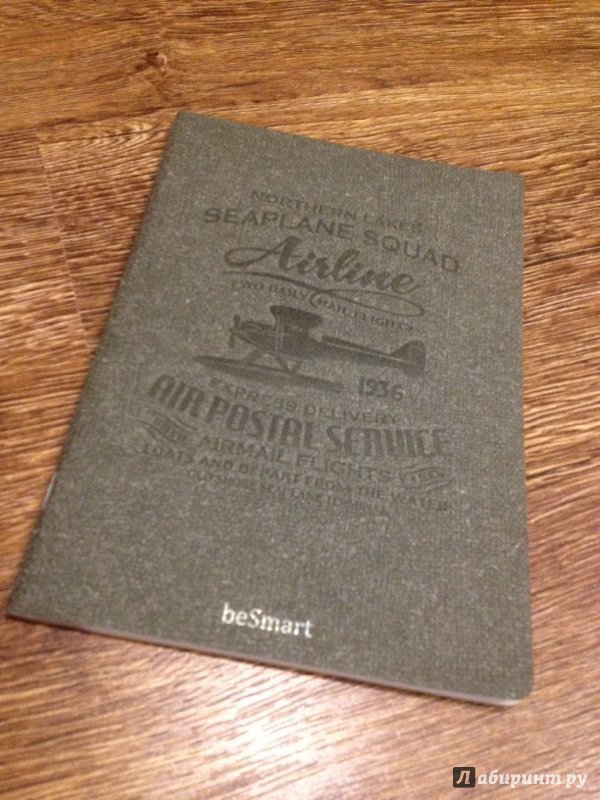 NORTHERN LAKES
SEAPLANE SQUAD
Airline
TWO DAILY MAIL FLIGHTS
1936
EXPRESS DELIVERY
AIR POSTAL SERVICE
AIRMAIL FLIGHTS
LOATS AND DEPART FROM THE WATER
beSmart
Лабиринт.ру